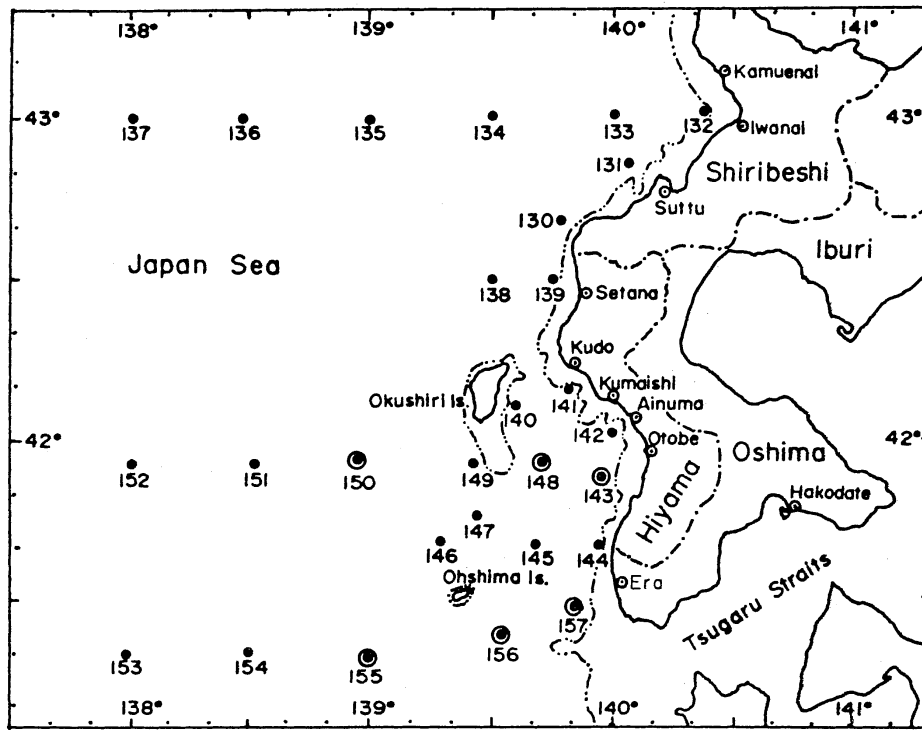 138° 139° 140° 141°
Kamuenai
43° 43°
137 136 135 134 133 132 Iwanai
131 Shiribeshi
Suttu
130
Iburi
Japan Sea
138 139 Setana
Kudo
Kumaishi
Okushiri Is. 140 141 Ainuma
42° 142 Otobe 42°
Oshima
152 151 150 149 148 143 Hiyama Hakodate
147
146 145 144
Ohshima Is. Era
Tsugaru Straits
157
156
153 154 155
138° 139° 140° 141°